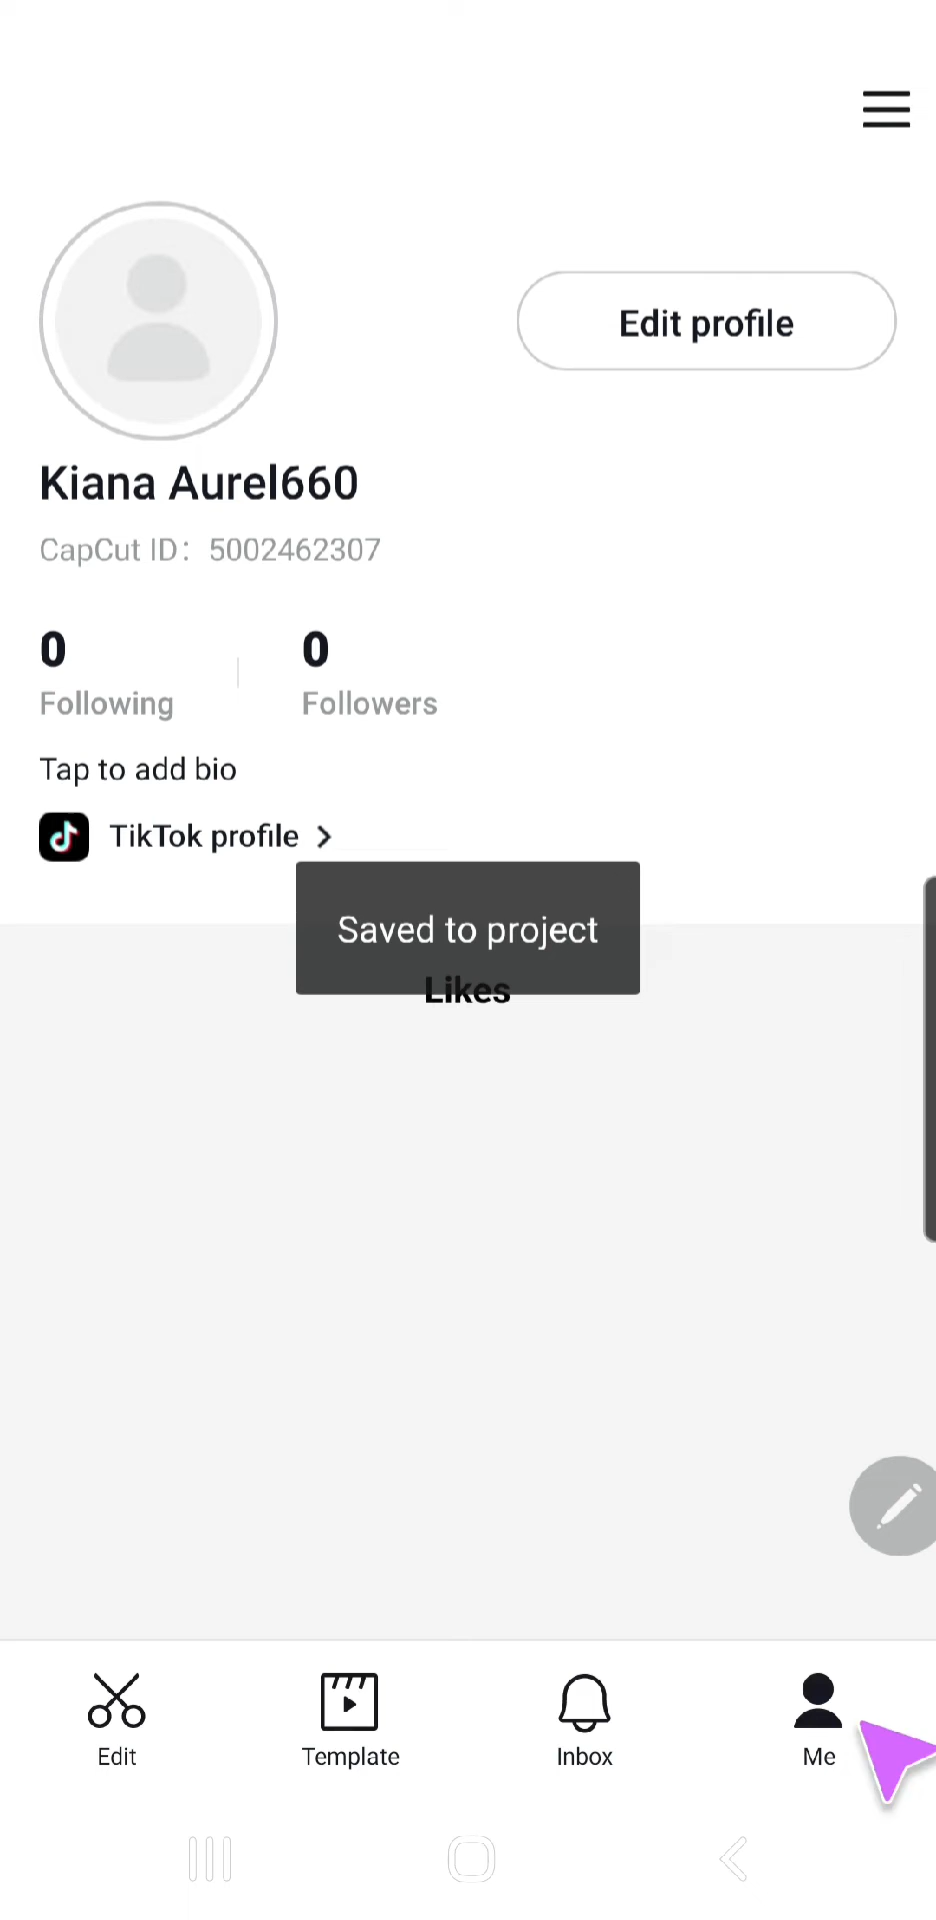 Edit profile
Kiana Aurel660
CapCut ID: 5002462307
0
Following
0
Followers
Tap to add bio
TikTok profile
Saved to project
Likes
Edit
Template
Inbox
Me